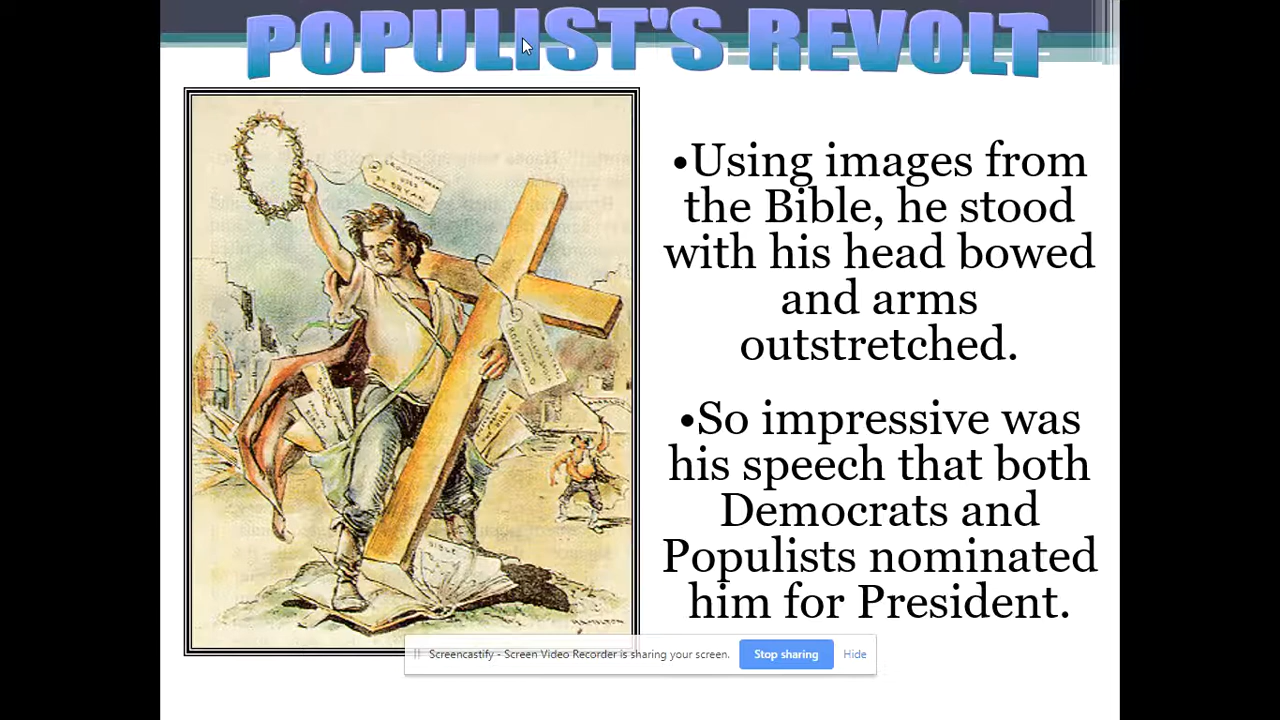 POPULIST'S REVOLT
BRYAN
BIBLE
•Using images from
the Bible, he stood
with his head bowed
and arms
outstretched.
•So impressive was
his speech that both
Democrats and
Populists nominated
him for President.
Screencastify - Screen Video Recorder is sharing your screen.
Stop sharing
Hide